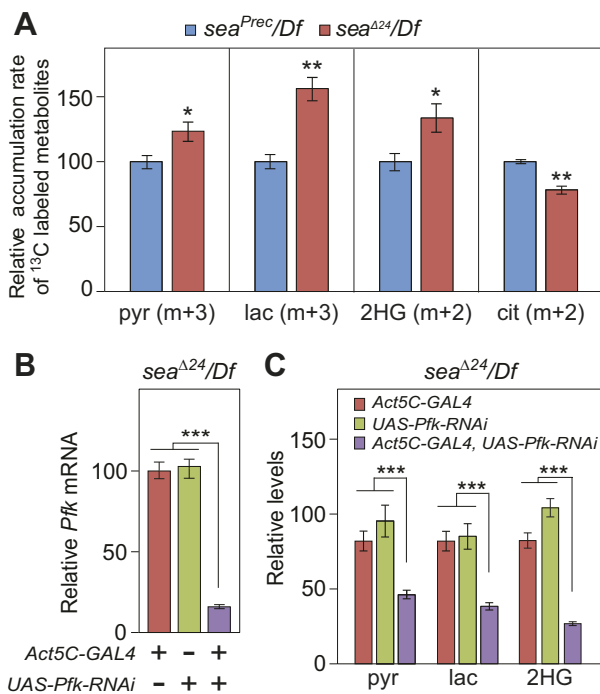 A
sea^Prec/Df sea^Δ24/Df
Relative accumulation rate
of ^13C labeled metabolites
150
100
50
0
* ** * **
pyr (m+3) lac (m+3) 2HG (m+2) cit (m+2)
B
sea^Δ24/Df
Relative Pfk mRNA
100
50
0
***
Act5C-GAL4 + − +
UAS-Pfk-RNAi − + +
C
sea^Δ24/Df
Act5C-GAL4
UAS-Pfk-RNAi
Act5C-GAL4, UAS-Pfk-RNAi
Relative levels
150
100
50
0
*** *** ***
pyr lac 2HG